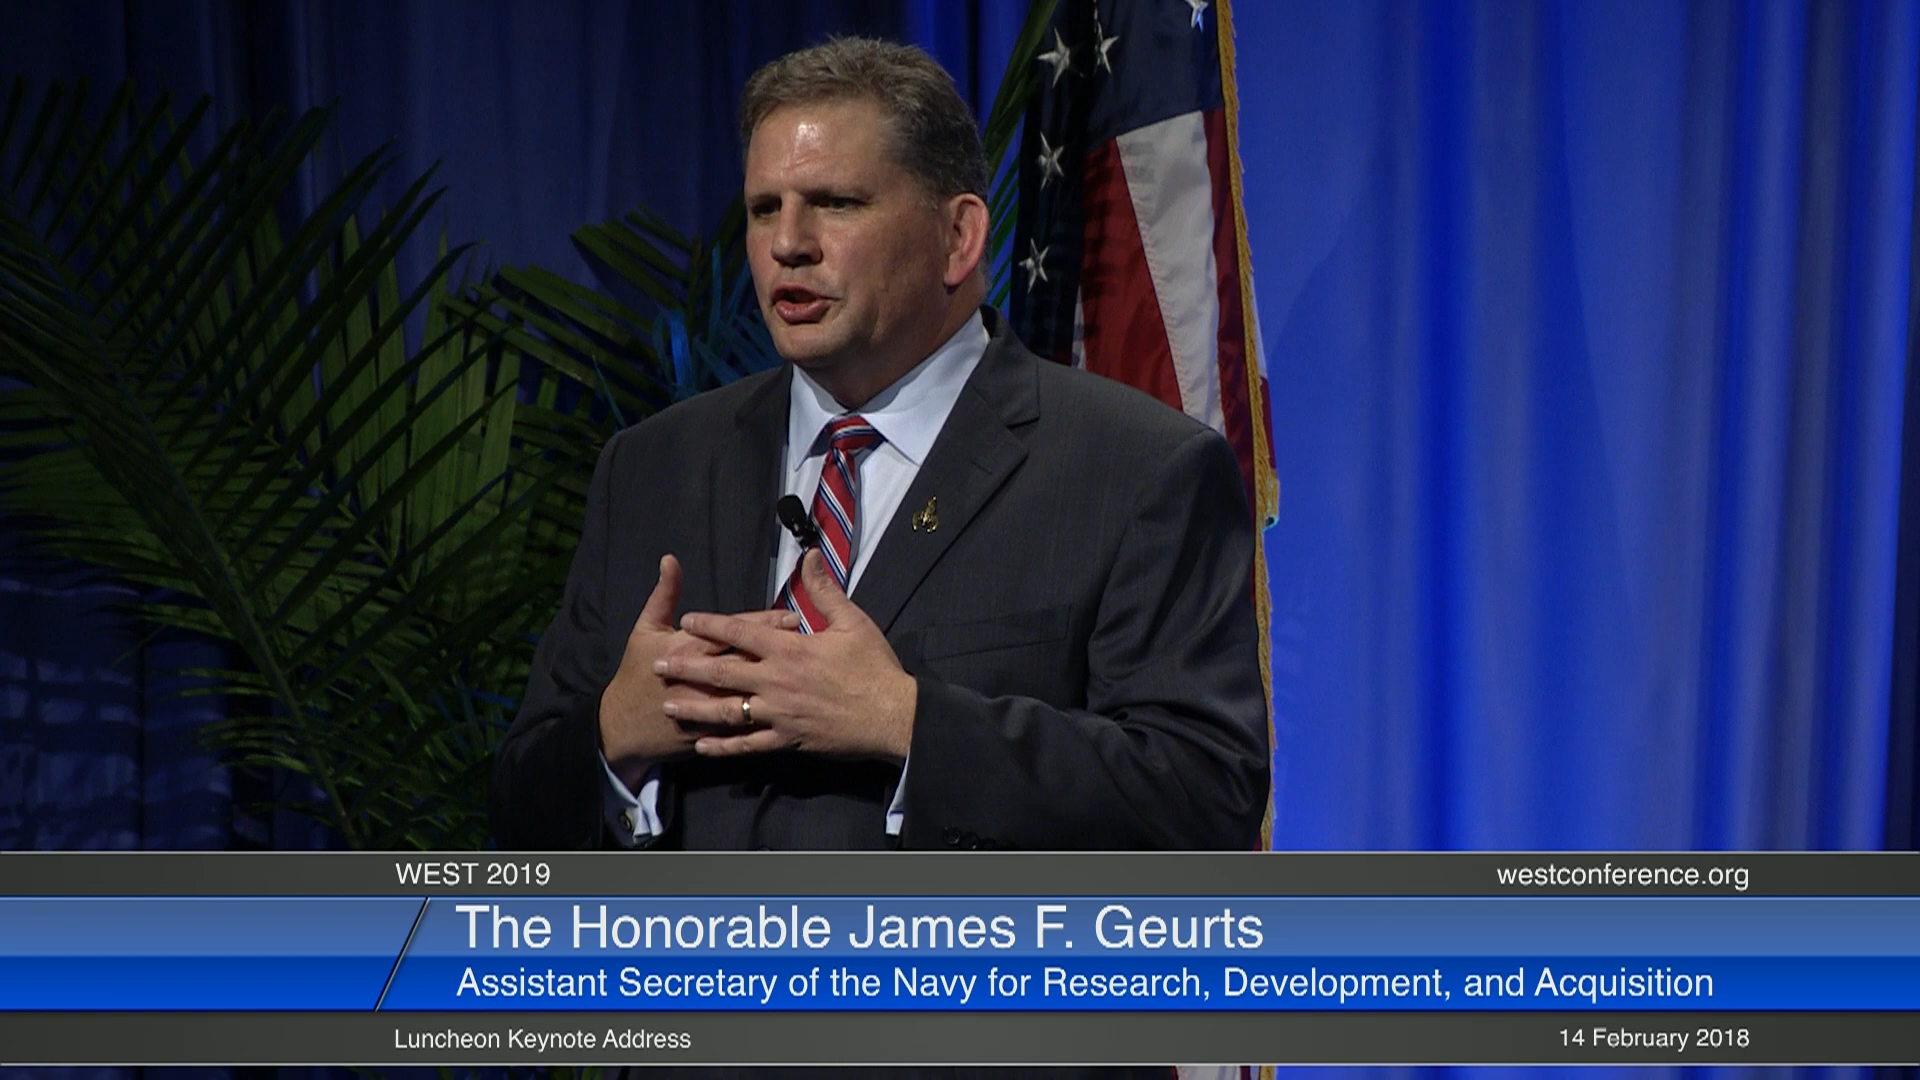 WEST 2019
westconference.org
The Honorable James F. Geurts
Assistant Secretary of the Navy for Research, Development, and Acquisition
Luncheon Keynote Address
14 February 2018